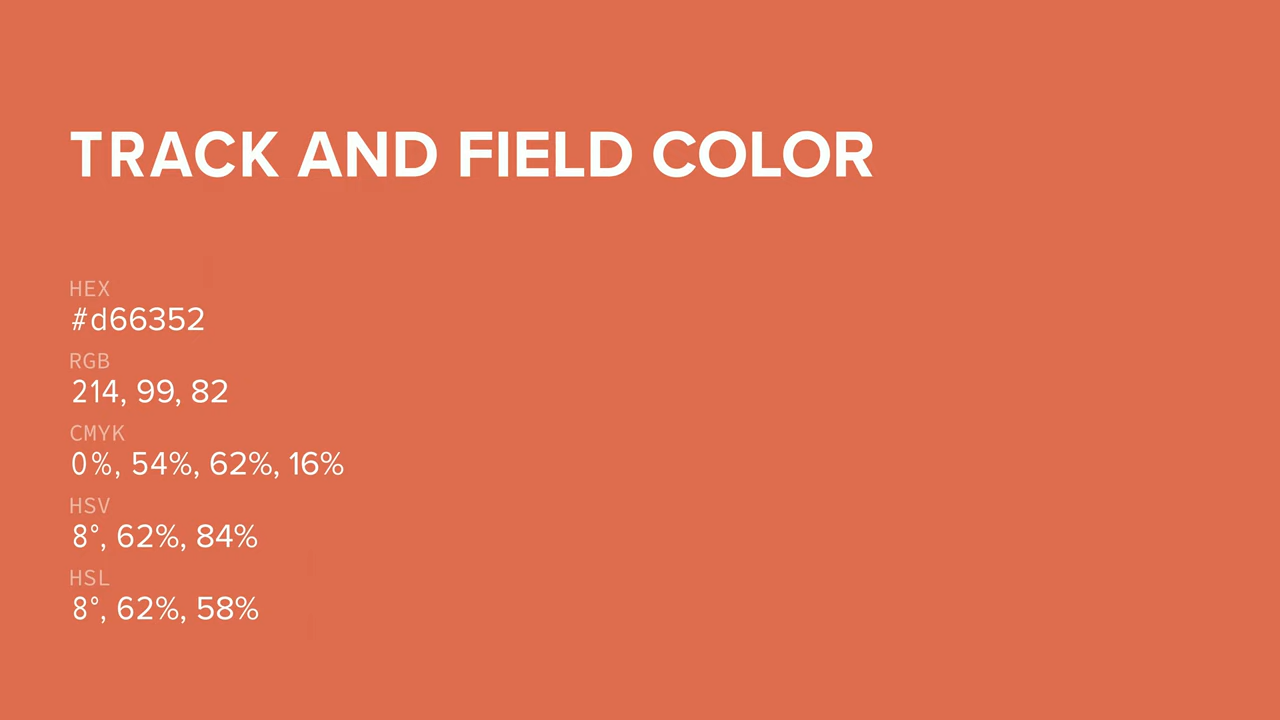 TRACK AND FIELD COLOR
HEX
#d66352
RGB
214, 99, 82
CMYK
0%, 54%, 62%, 16%
HSV
8°, 62%, 84%
HSL
8°, 62%, 58%